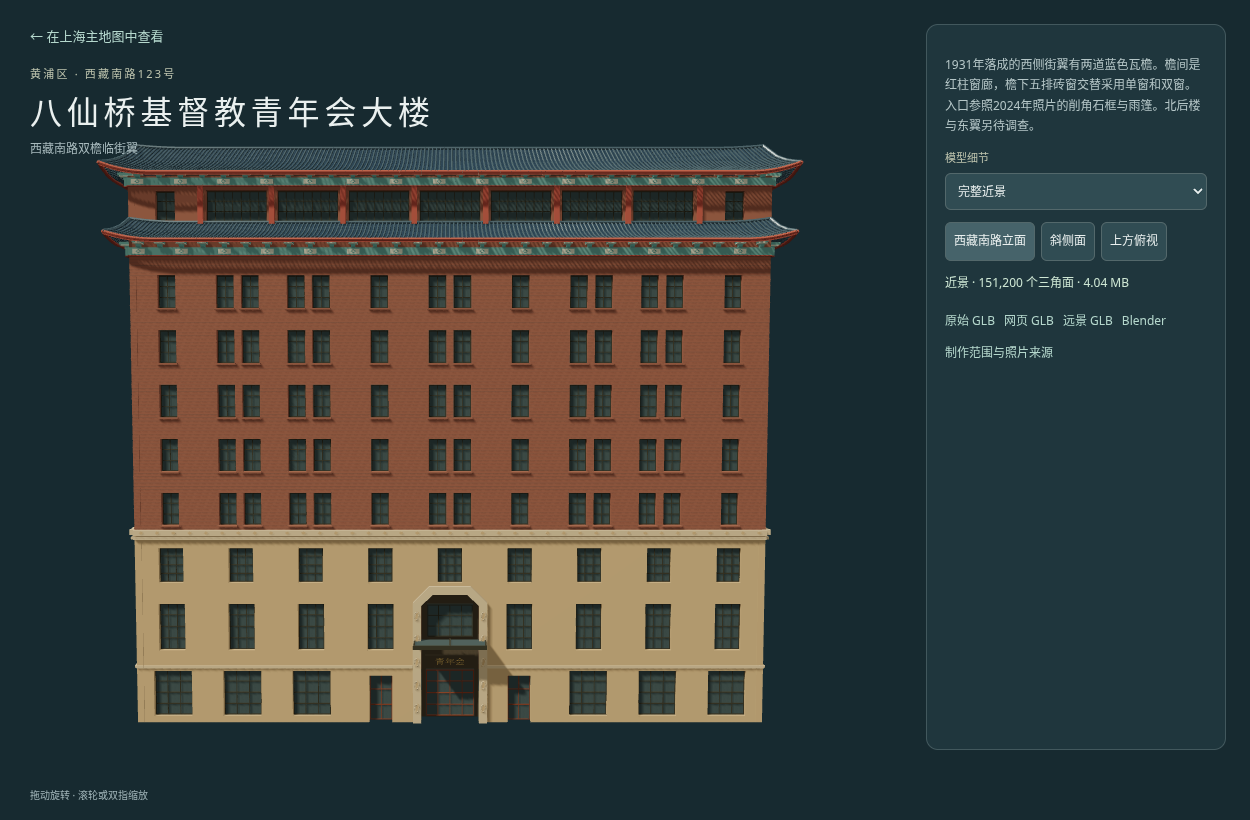 ← 在上海主地图中查看
黄浦区 · 西藏南路123号
八仙桥基督教青年会大楼
西藏南路双檐临街翼
青年会
1931年落成的西侧街翼有两道蓝色瓦檐。檐间是
红柱窗廊，檐下五排砖窗交替采用单窗和双窗。
入口参照2024年照片的削角石框与雨篷。北后楼
与东翼另待调查。
模型细节
完整近景
西藏南路立面 斜侧面 上方俯视
近景 · 151,200 个三角面 · 4.04 MB
原始 GLB 网页 GLB 远景 GLB Blender
制作范围与照片来源
拖动旋转 · 滚轮或双指缩放